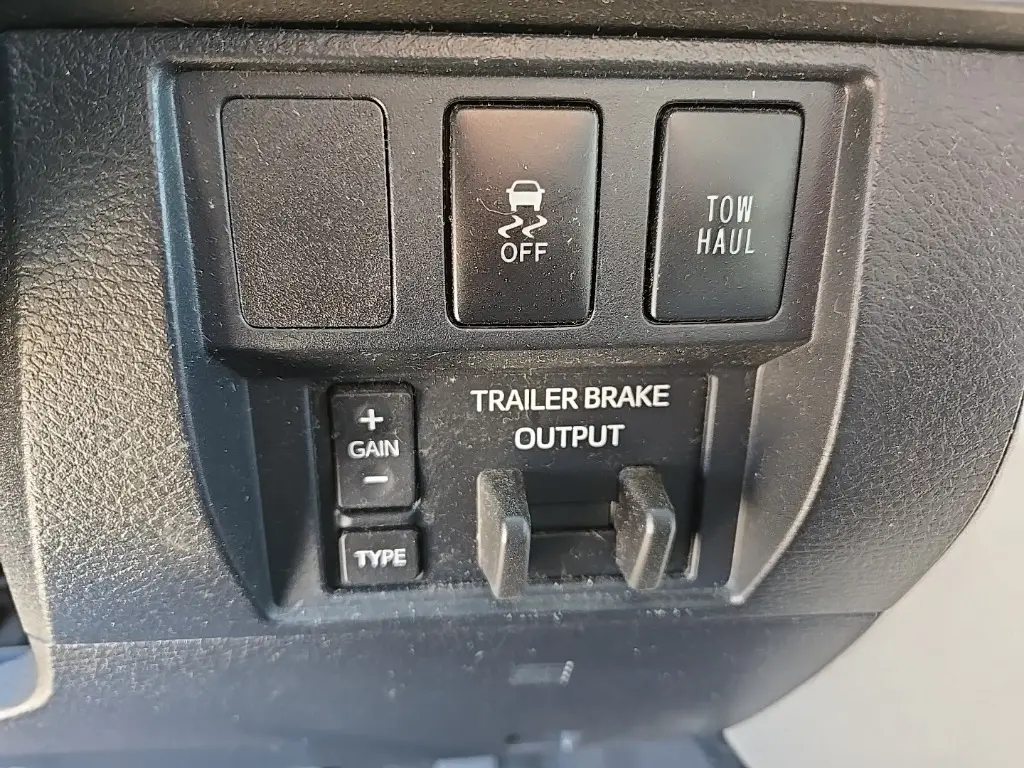 OFF
TOW
HAUL
TRAILER BRAKE
OUTPUT
+
GAIN
-
TYPE